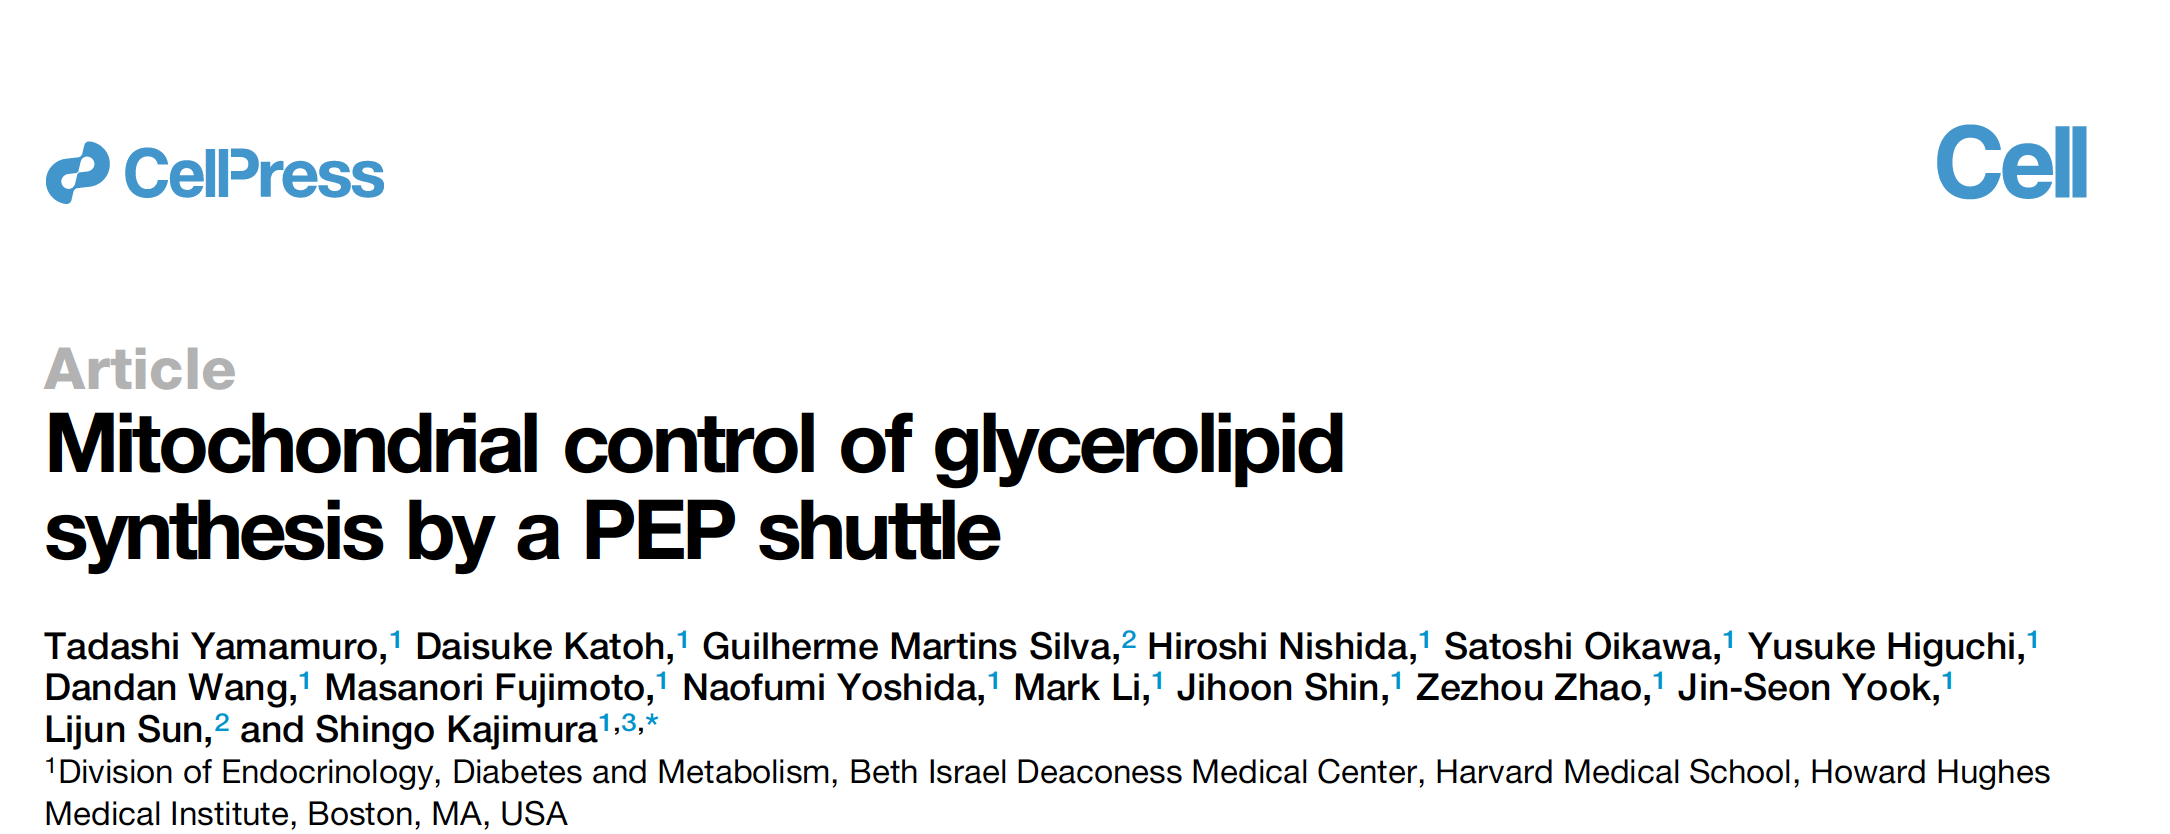 CellPress
Cell
Article
Mitochondrial control of glycerolipid
synthesis by a PEP shuttle
Tadashi Yamamuro,1 Daisuke Katoh,1 Guilherme Martins Silva,2 Hiroshi Nishida,1 Satoshi Oikawa,1 Yusuke Higuchi,1
Dandan Wang,1 Masanori Fujimoto,1 Naofumi Yoshida,1 Mark Li,1 Jihoon Shin,1 Zezhou Zhao,1 Jin-Seon Yook,1
Lijun Sun,2 and Shingo Kajimura1,3,*
1Division of Endocrinology, Diabetes and Metabolism, Beth Israel Deaconess Medical Center, Harvard Medical School, Howard Hughes
Medical Institute, Boston, MA, USA